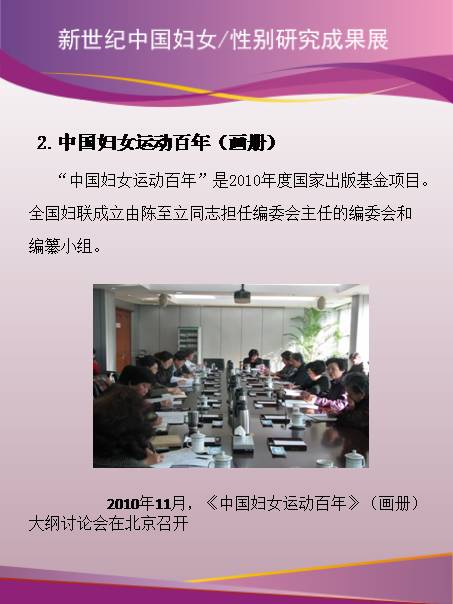 新世纪中国妇女/性别研究成果展
2.中国妇女运动百年（画册）
“中国妇女运动百年”是2010年度国家出版基金项目。
全国妇联成立由陈至立同志担任编委会主任的编委会和
编纂小组。
2010年11月，《中国妇女运动百年》（画册）
大纲讨论会在北京召开